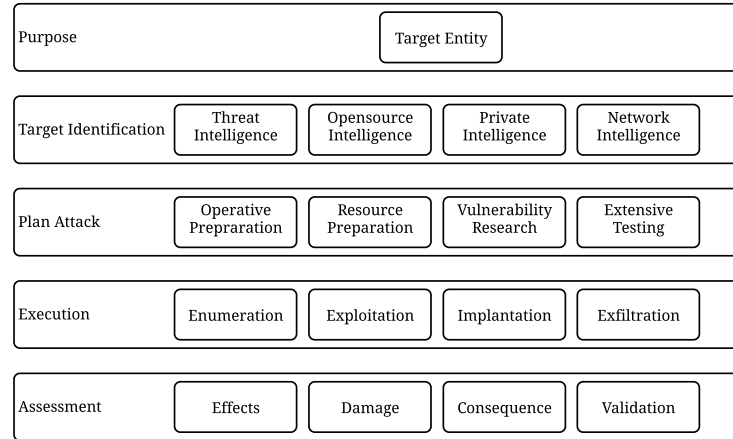 Purpose
Target Entity
Target Identification
Threat
Intelligence
Opensource
Intelligence
Private
Intelligence
Network
Intelligence
Plan Attack
Operative
Prepraration
Resource
Preparation
Vulnerability
Research
Extensive
Testing
Execution
Enumeration
Exploitation
Implantation
Exfiltration
Assessment
Effects
Damage
Consequence
Validation